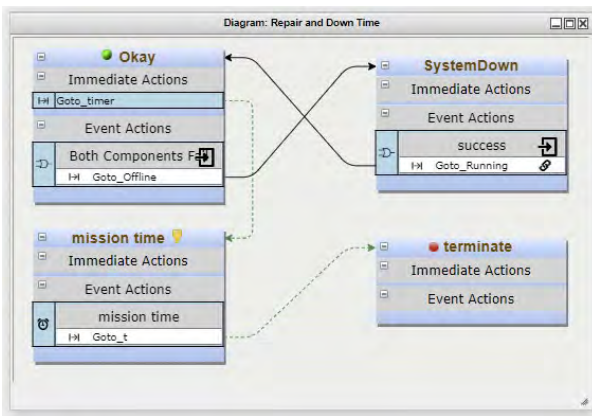 Diagram: Repair and Down Time
Okay
Immediate Actions
Goto_timer
Event Actions
Both Components Fa
Goto_Offline
SystemDown
Immediate Actions
Event Actions
success
Goto_Running
mission time
Immediate Actions
Event Actions
mission time
Goto_t
terminate
Immediate Actions
Event Actions